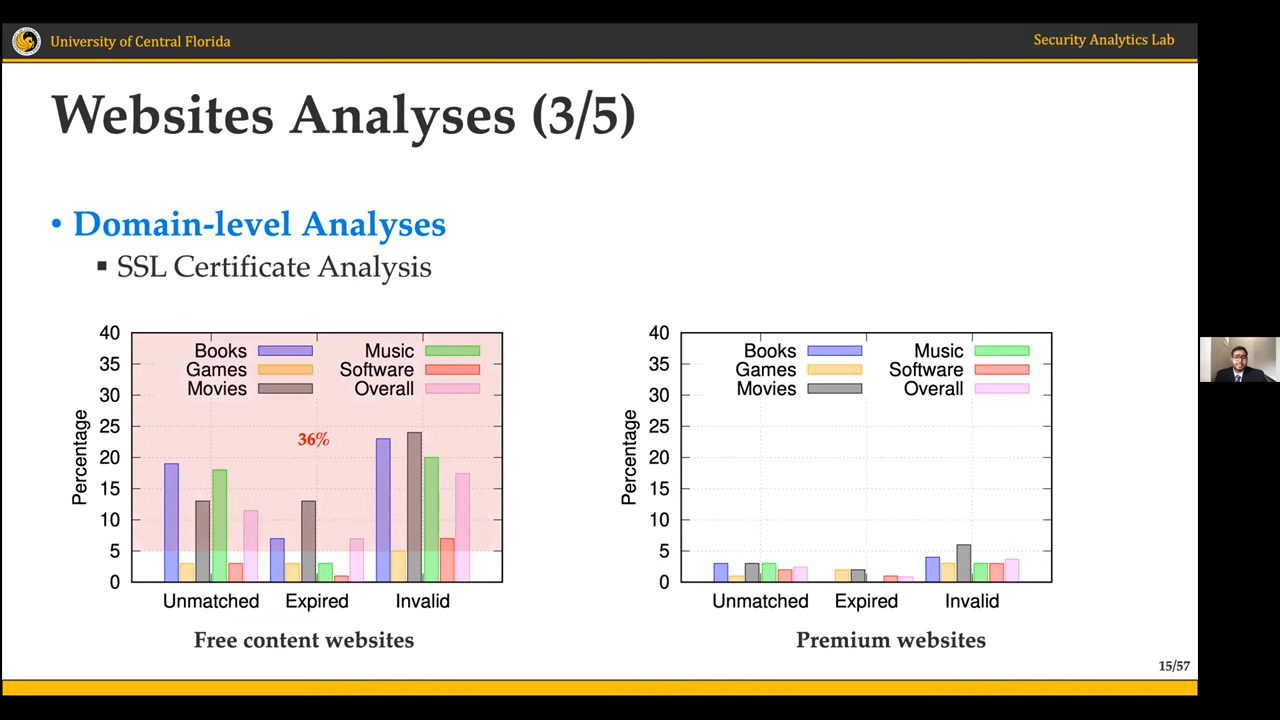 University of Central Florida
Security Analytics Lab
Websites Analyses (3/5)
• Domain-level Analyses
▪ SSL Certificate Analysis
40
35
30
25
20
15
10
5
0
Percentage
Books
Games
Movies
Music
Software
Overall
36%
Unmatched
Expired
Invalid
Free content websites
40
35
30
25
20
15
10
5
0
Percentage
Books
Games
Movies
Music
Software
Overall
Unmatched
Expired
Invalid
Premium websites
15/57